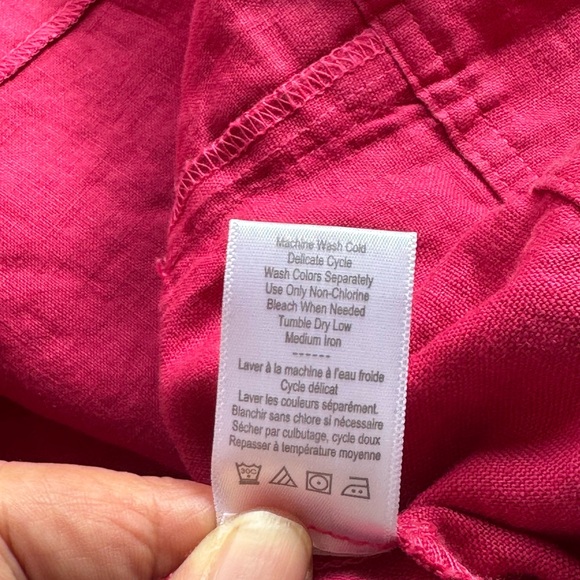 Machine Wash Cold
Delicate Cycle
Wash Colors Separately
Use Only Non-Chlorine
Bleach When Needed
Tumble Dry Low
Medium Iron
------
Laver à la machine à l'eau froide
Cycle délicat
Laver les couleurs séparément.
Blanchir sans chlore si nécessaire
Sécher par culbutage, cycle doux
Repasser à température moyenne
30C